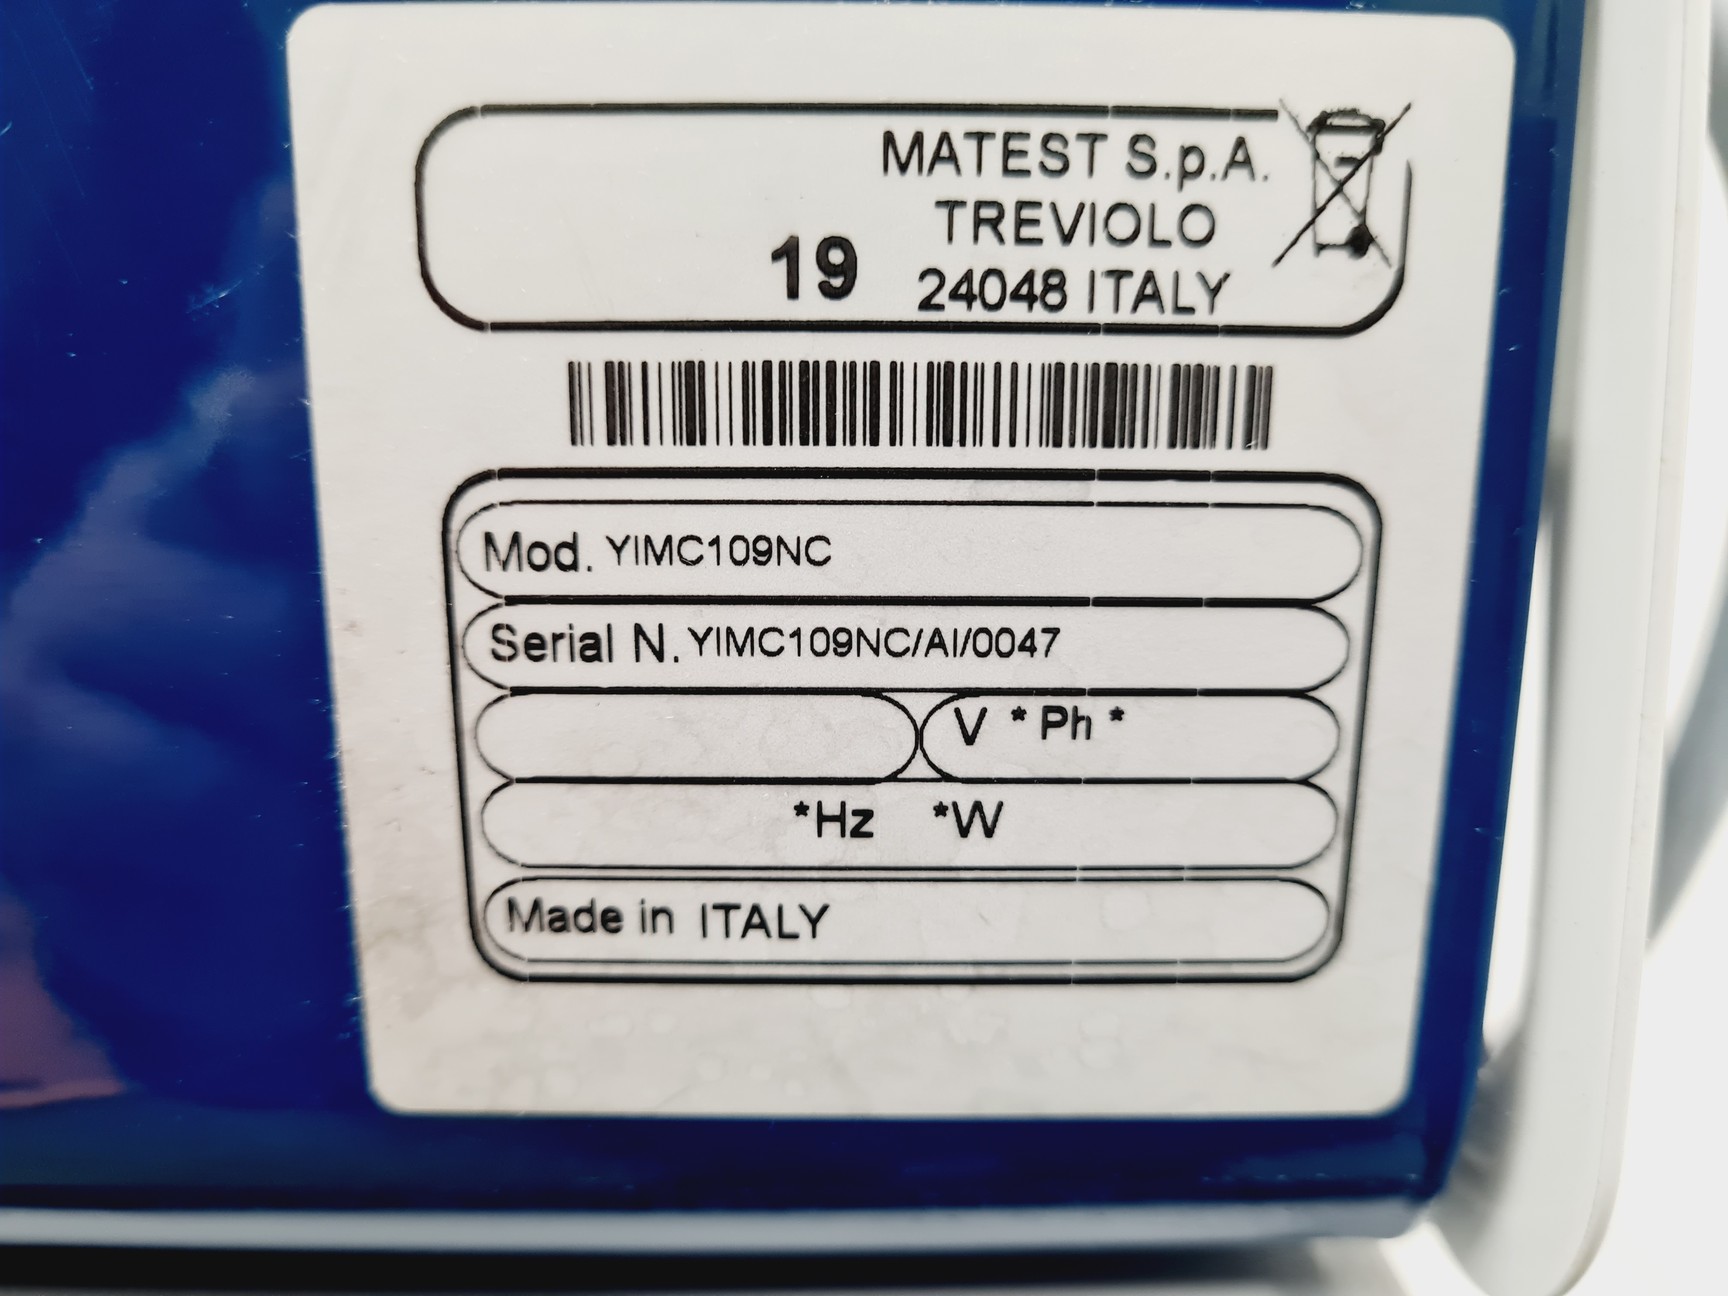 MATEST S.p.A.
TREVIOLO
19 24048 ITALY
Mod. YIMC109NC
Serial N. YIMC109NC/AI/0047
V * Ph *
*Hz *W
Made in ITALY